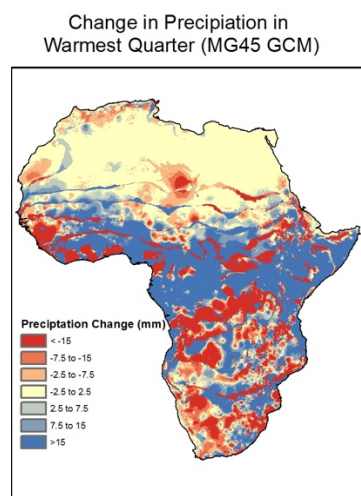 Change in Precipiation in
Warmest Quarter (MG45 GCM)
Preciptation Change (mm)
< -15
-7.5 to -15
-2.5 to -7.5
-2.5 to 2.5
2.5 to 7.5
7.5 to 15
>15